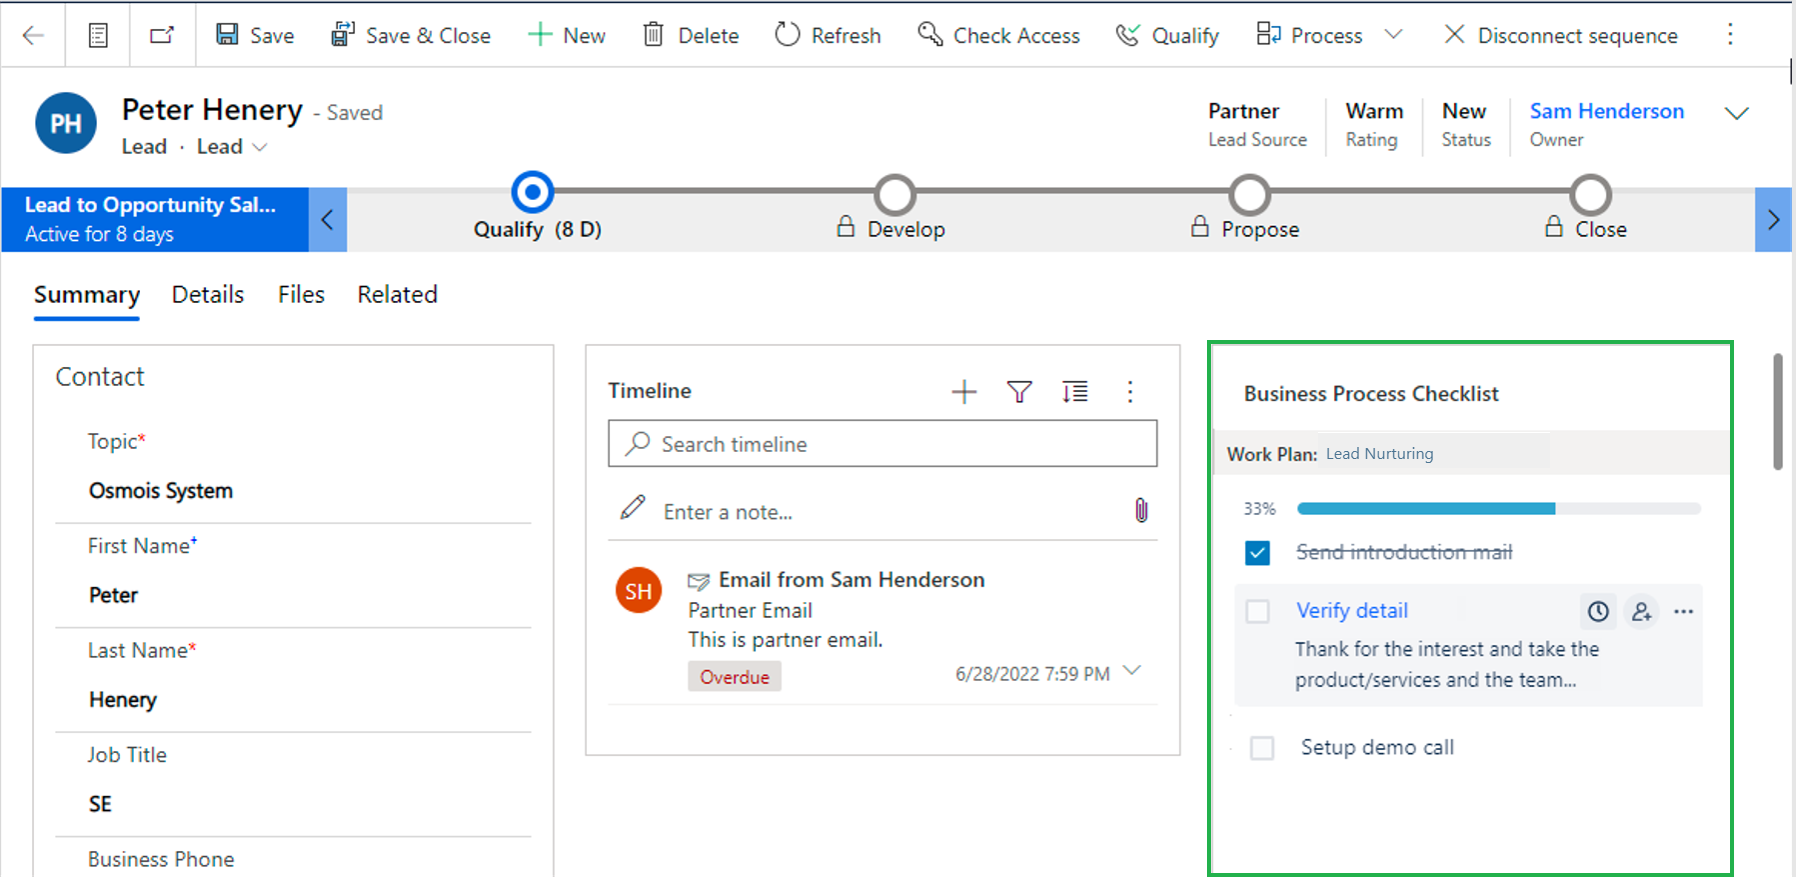 Save
Save & Close
New
Delete
Refresh
Check Access
Qualify
Process
Disconnect sequence
PH
Peter Henery - Saved
Lead · Lead
Partner
Lead Source
Warm
Rating
New
Status
Sam Henderson
Owner
Lead to Opportunity Sal...
Active for 8 days
Qualify (8 D)
Develop
Propose
Close
Summary
Details
Files
Related
Contact
Topic*
Osmois System
First Name+
Peter
Last Name*
Henery
Job Title
SE
Business Phone
Timeline
Search timeline
Enter a note...
SH
Email from Sam Henderson
Partner Email
This is partner email.
Overdue
6/28/2022 7:59 PM
Business Process Checklist
Work Plan: Lead Nurturing
33%
Send introduction mail
Verify detail
Thank for the interest and take the
product/services and the team...
Setup demo call